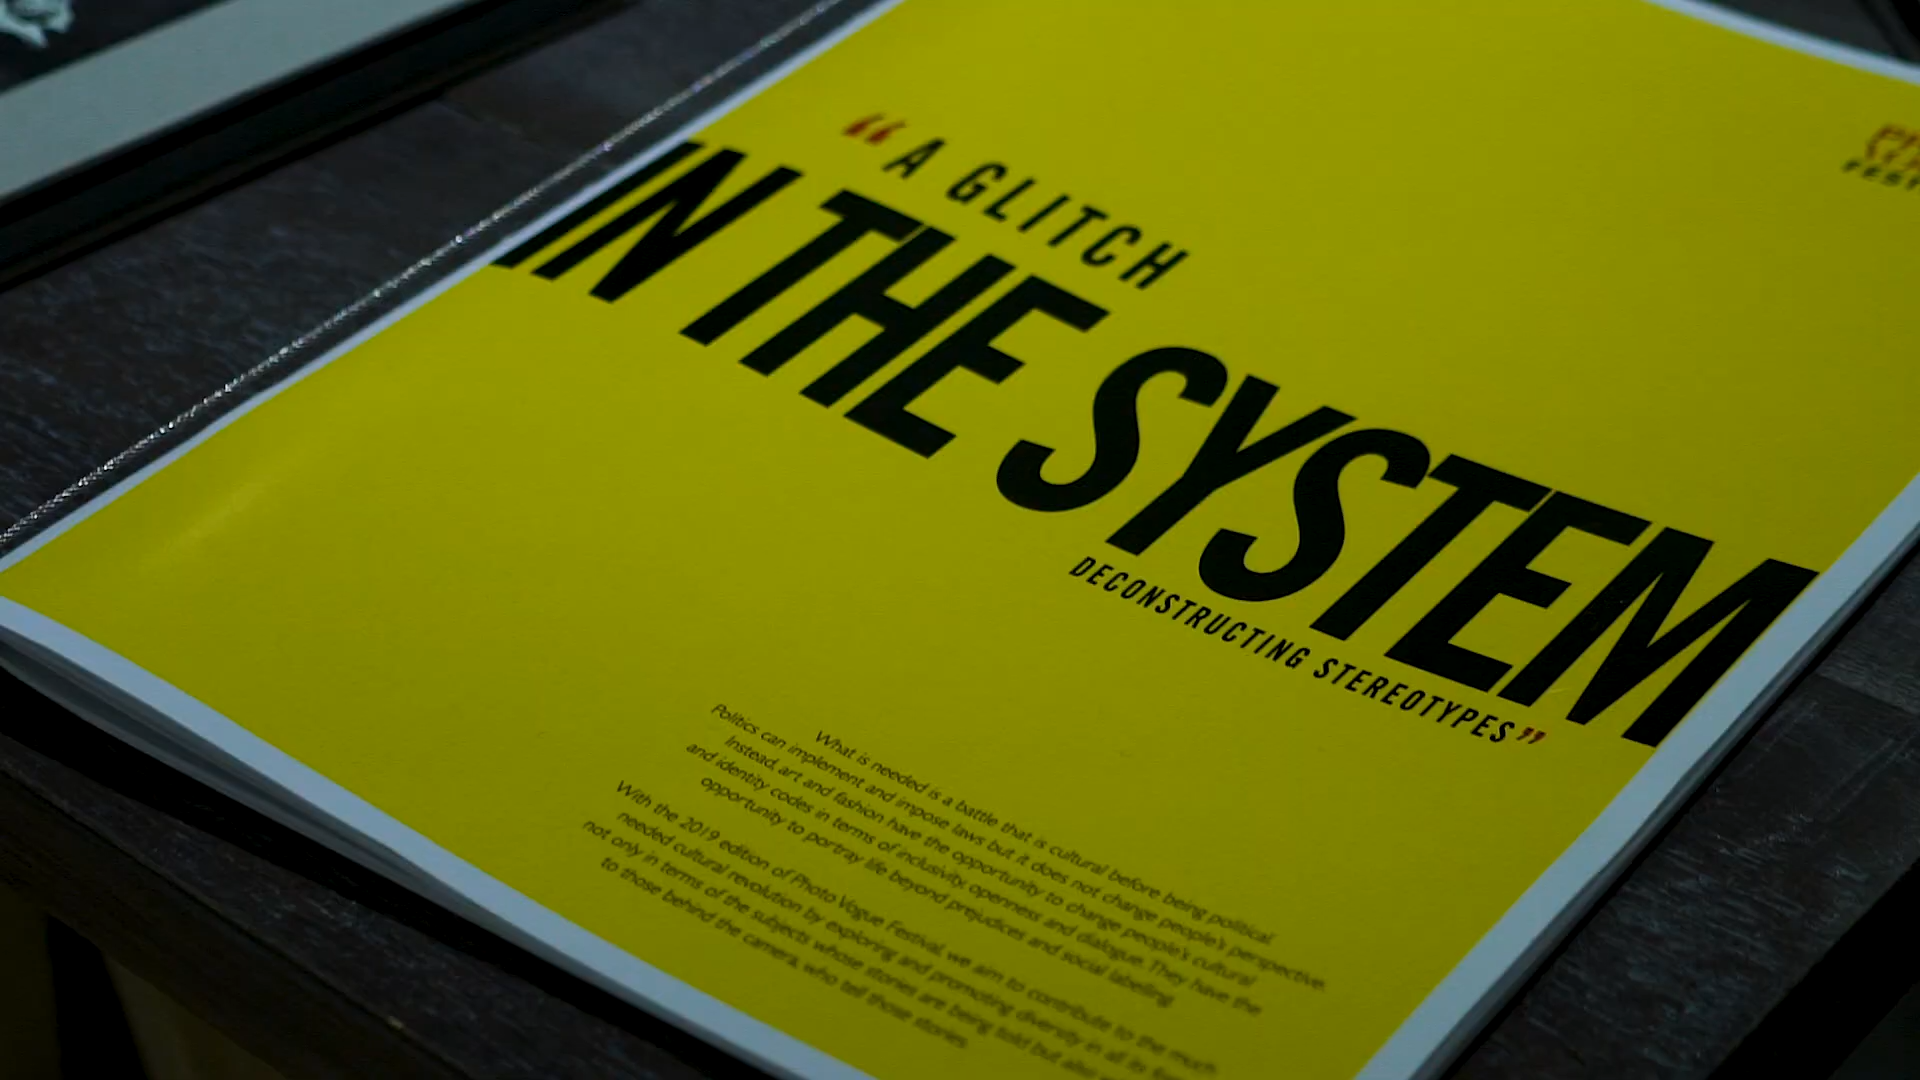 “A GLITCH
IN THE SYSTEM
DECONSTRUCTING STEREOTYPES”
FEST
What is needed is a battle that is cultural before being political.
Politics can implement and impose laws but it does not change people's perspective.
Instead, art and fashion have the opportunity to change people's cultural
and identity codes in terms of inclusivity, openness and dialogue. They have the
opportunity to portray life beyond prejudices and social labelling.
With the 2019 edition of Photo Vogue Festival, we aim to contribute to the much
needed cultural revolution by exploring and promoting diversity in all its
not only in terms of the subjects whose stories are being told but also
to those behind the camera, who tell those stories.